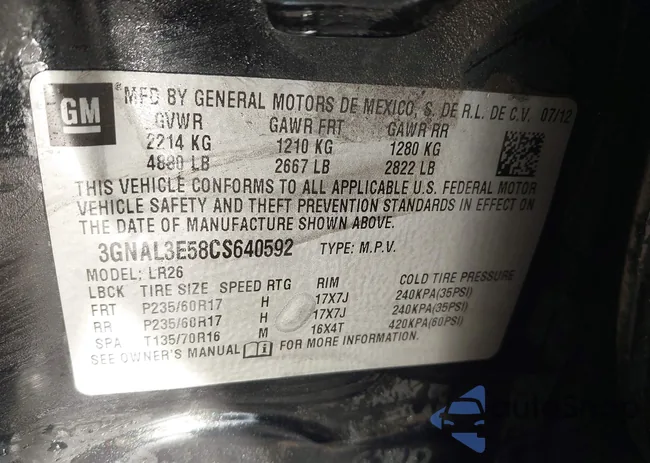 GM ® MFD BY GENERAL MOTORS DE MEXICO, S. DE R.L. DE C.V. 07/12
GVWR GAWR FRT GAWR RR
2214 KG 1210 KG 1280 KG
4880 LB 2667 LB 2822 LB
THIS VEHICLE CONFORMS TO ALL APPLICABLE U.S. FEDERAL MOTOR
VEHICLE SAFETY AND THEFT PREVENTION STANDARDS IN EFFECT ON
THE DATE OF MANUFACTURE SHOWN ABOVE.
3GNAL3E58CS640592 TYPE: M.P.V.
MODEL: LR26
LBCK TIRE SIZE SPEED RTG RIM COLD TIRE PRESSURE
FRT P235/60R17 H 17X7J 240KPA(35PSI)
RR P235/60R17 H 17X7J 240KPA(35PSI)
SPA T135/70R16 M 16X4T 420KPA(60PSI)
SEE OWNER'S MANUAL FOR MORE INFORMATION.